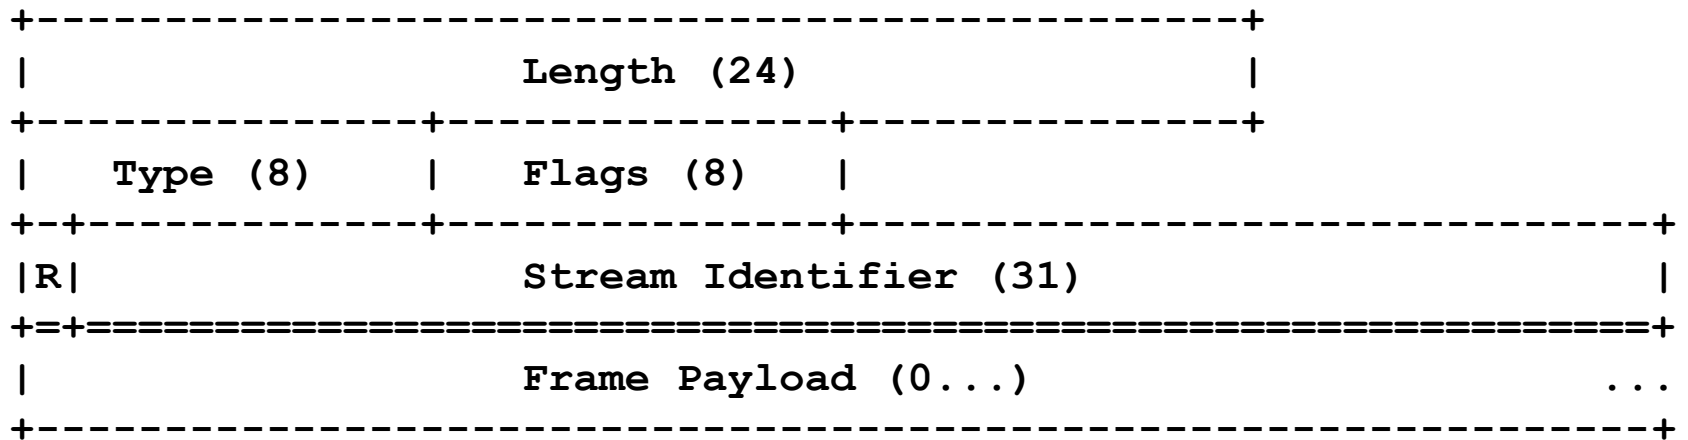 +-----------------------------------------------+
|                 Length (24)                   |
+---------------+---------------+---------------+
|   Type (8)    |   Flags (8)   |
+-+-------------+---------------+-------------------------------+
|R|                 Stream Identifier (31)                      |
+=+=============================================================+
|                   Frame Payload (0...)                      ...
+---------------------------------------------------------------+